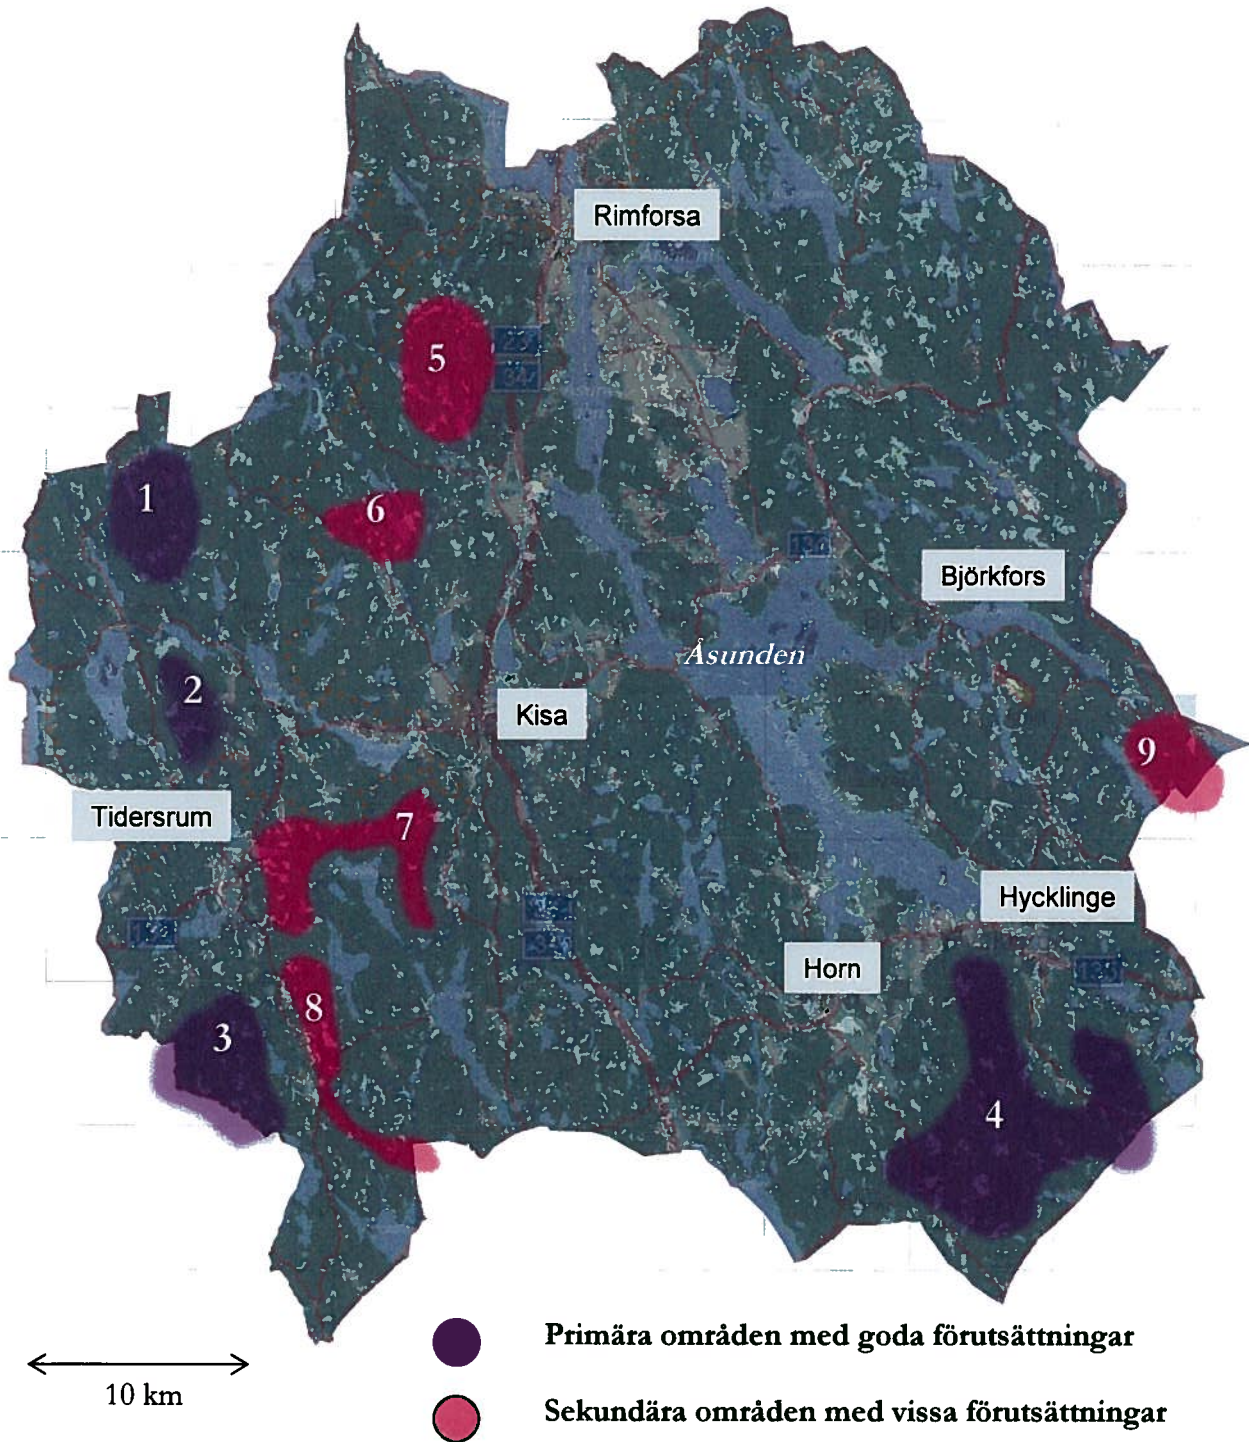 Rimforsa
5
1
6
Björkfors
Åsunden
2
Kisa
9
Tidersrum
7
Hycklinge
Horn
8
3
4
Primära områden med goda förutsättningar
10 km
Sekundära områden med vissa förutsättningar